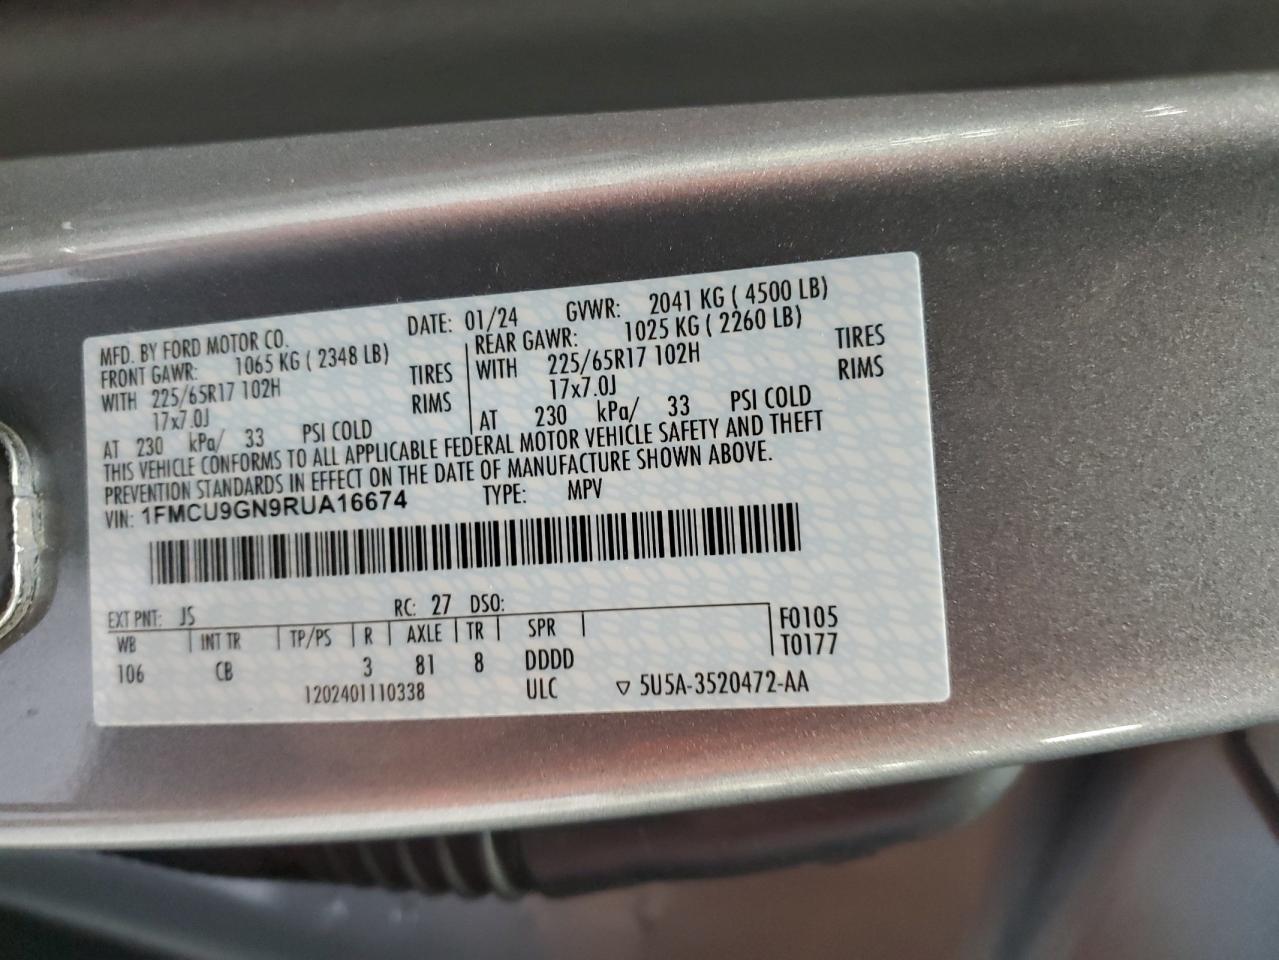 MFD. BY FORD MOTOR CO. DATE: 01/24 GVWR: 2041 KG ( 4500 LB)
FRONT GAWR: 1065 KG ( 2348 LB) REAR GAWR: 1025 KG ( 2260 LB)
WITH 225/65R17 102H TIRES WITH 225/65R17 102H TIRES
17x7.0J RIMS 17x7.0J RIMS
AT 230 kPa/ 33 PSI COLD AT 230 kPa/ 33 PSI COLD
THIS VEHICLE CONFORMS TO ALL APPLICABLE FEDERAL MOTOR VEHICLE SAFETY AND THEFT
PREVENTION STANDARDS IN EFFECT ON THE DATE OF MANUFACTURE SHOWN ABOVE.
VIN: 1FMCU9GN9RUA16674 TYPE: MPV
EXT PNT: JS RC: 27 DSO: F0105
WB INT TR TP/PS R AXLE TR SPR T0177
106 CB 3 81 8 DDDD
1202401110338 ULC ▽ 5U5A-3520472-AA